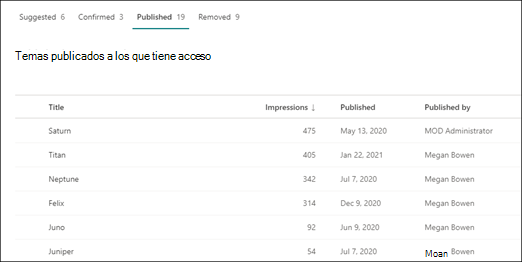 Suggested 6 Confirmed 3 Published 19 Removed 9
Temas publicados a los que tiene acceso
Title Impressions ↓ Published Published by
Saturn 475 May 13, 2020 MOD Administrator
Titan 405 Jan 22, 2021 Megan Bowen
Neptune 342 Jul 7, 2020 Megan Bowen
Felix 314 Dec 9, 2020 Megan Bowen
Juno 92 Jun 9, 2020 Megan Bowen
Juniper 54 Jul 7, 2020 Moan Bowen